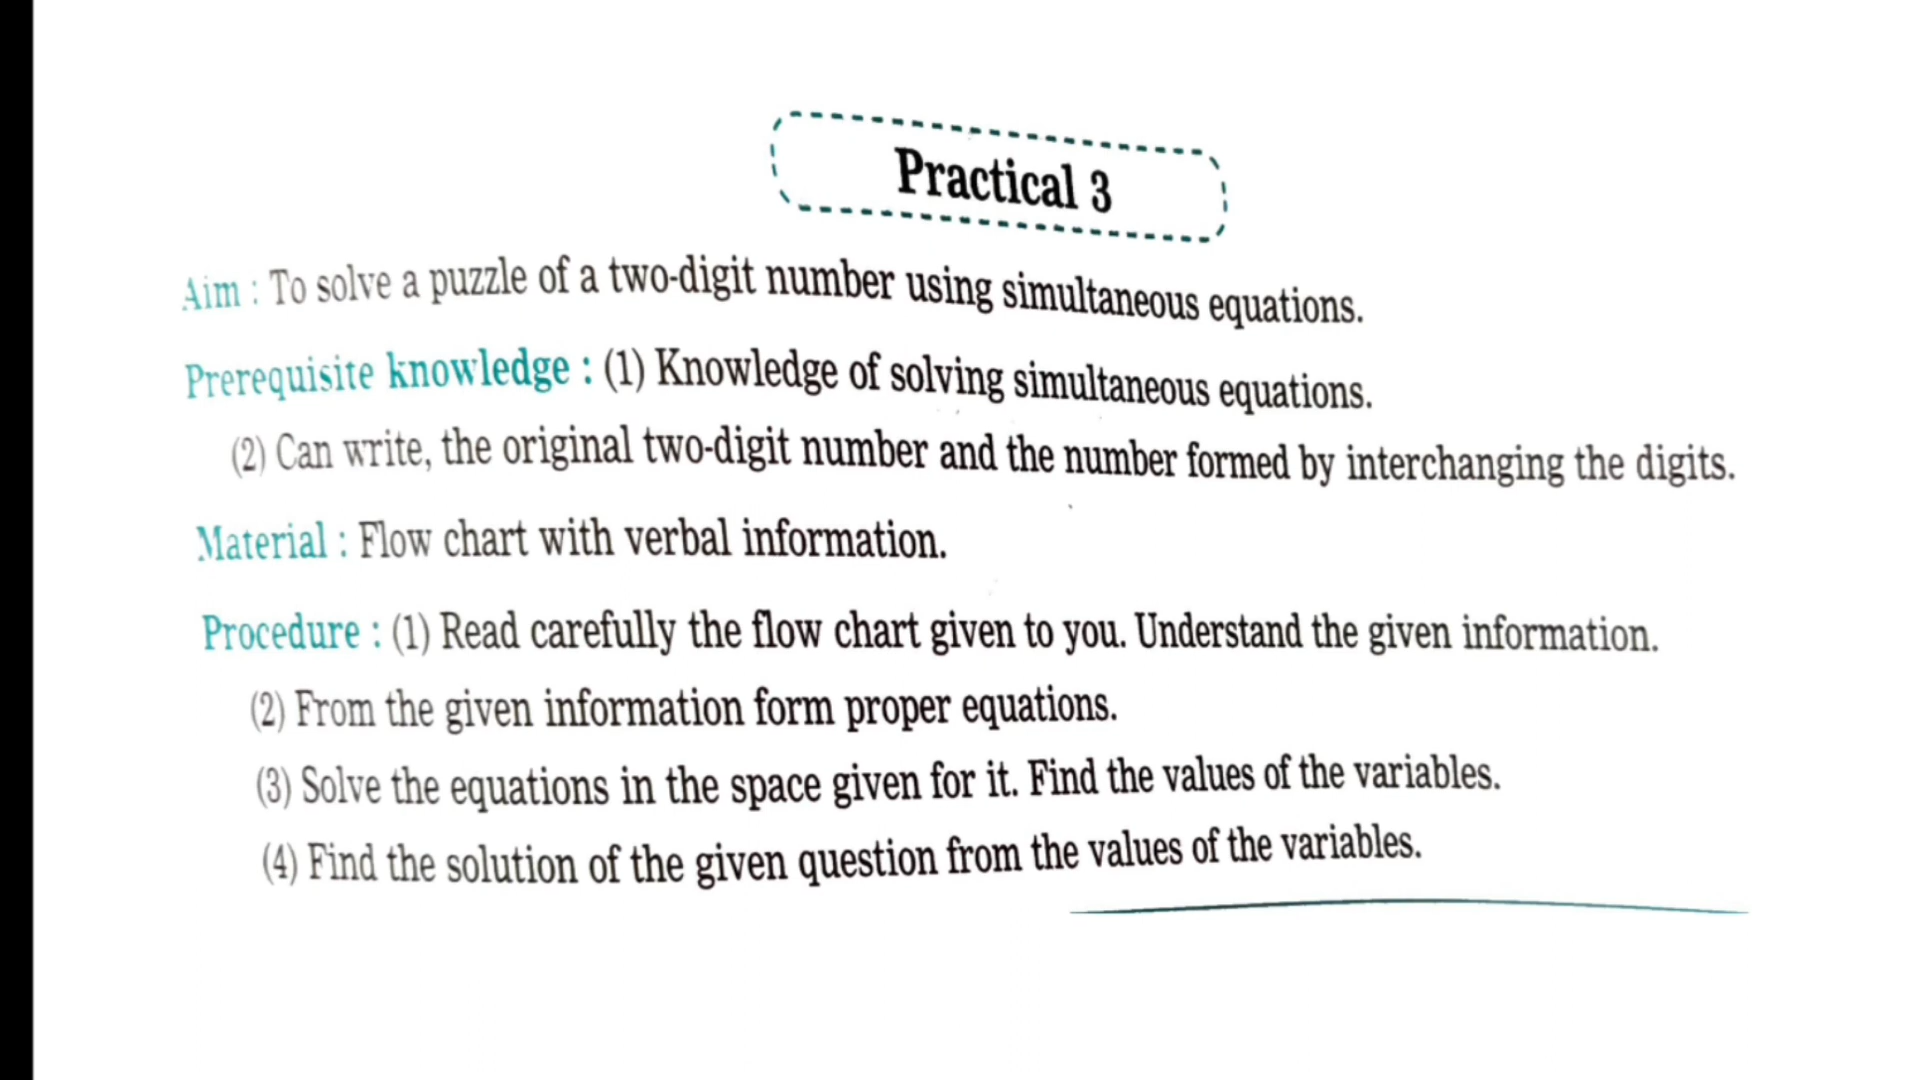 Practical 3
Aim : To solve a puzzle of a two-digit number using simultaneous equations.
Prerequisite knowledge : (1) Knowledge of solving simultaneous equations.
(2) Can write, the original two-digit number and the number formed by interchanging the digits.
Material : Flow chart with verbal information.
Procedure : (1) Read carefully the flow chart given to you. Understand the given information.
(2) From the given information form proper equations.
(3) Solve the equations in the space given for it. Find the values of the variables.
(4) Find the solution of the given question from the values of the variables.